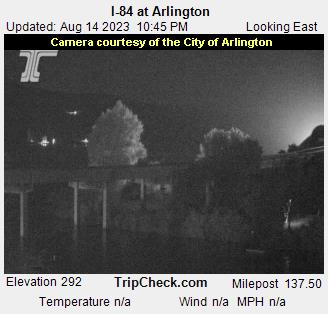 I-84 at Arlington
Updated: Aug 14 2023 10:45 PM Looking East
Camera courtesy of the City of Arlington
Elevation 292 TripCheck.com Milepost 137.50
Temperature n/a Wind n/a MPH n/a